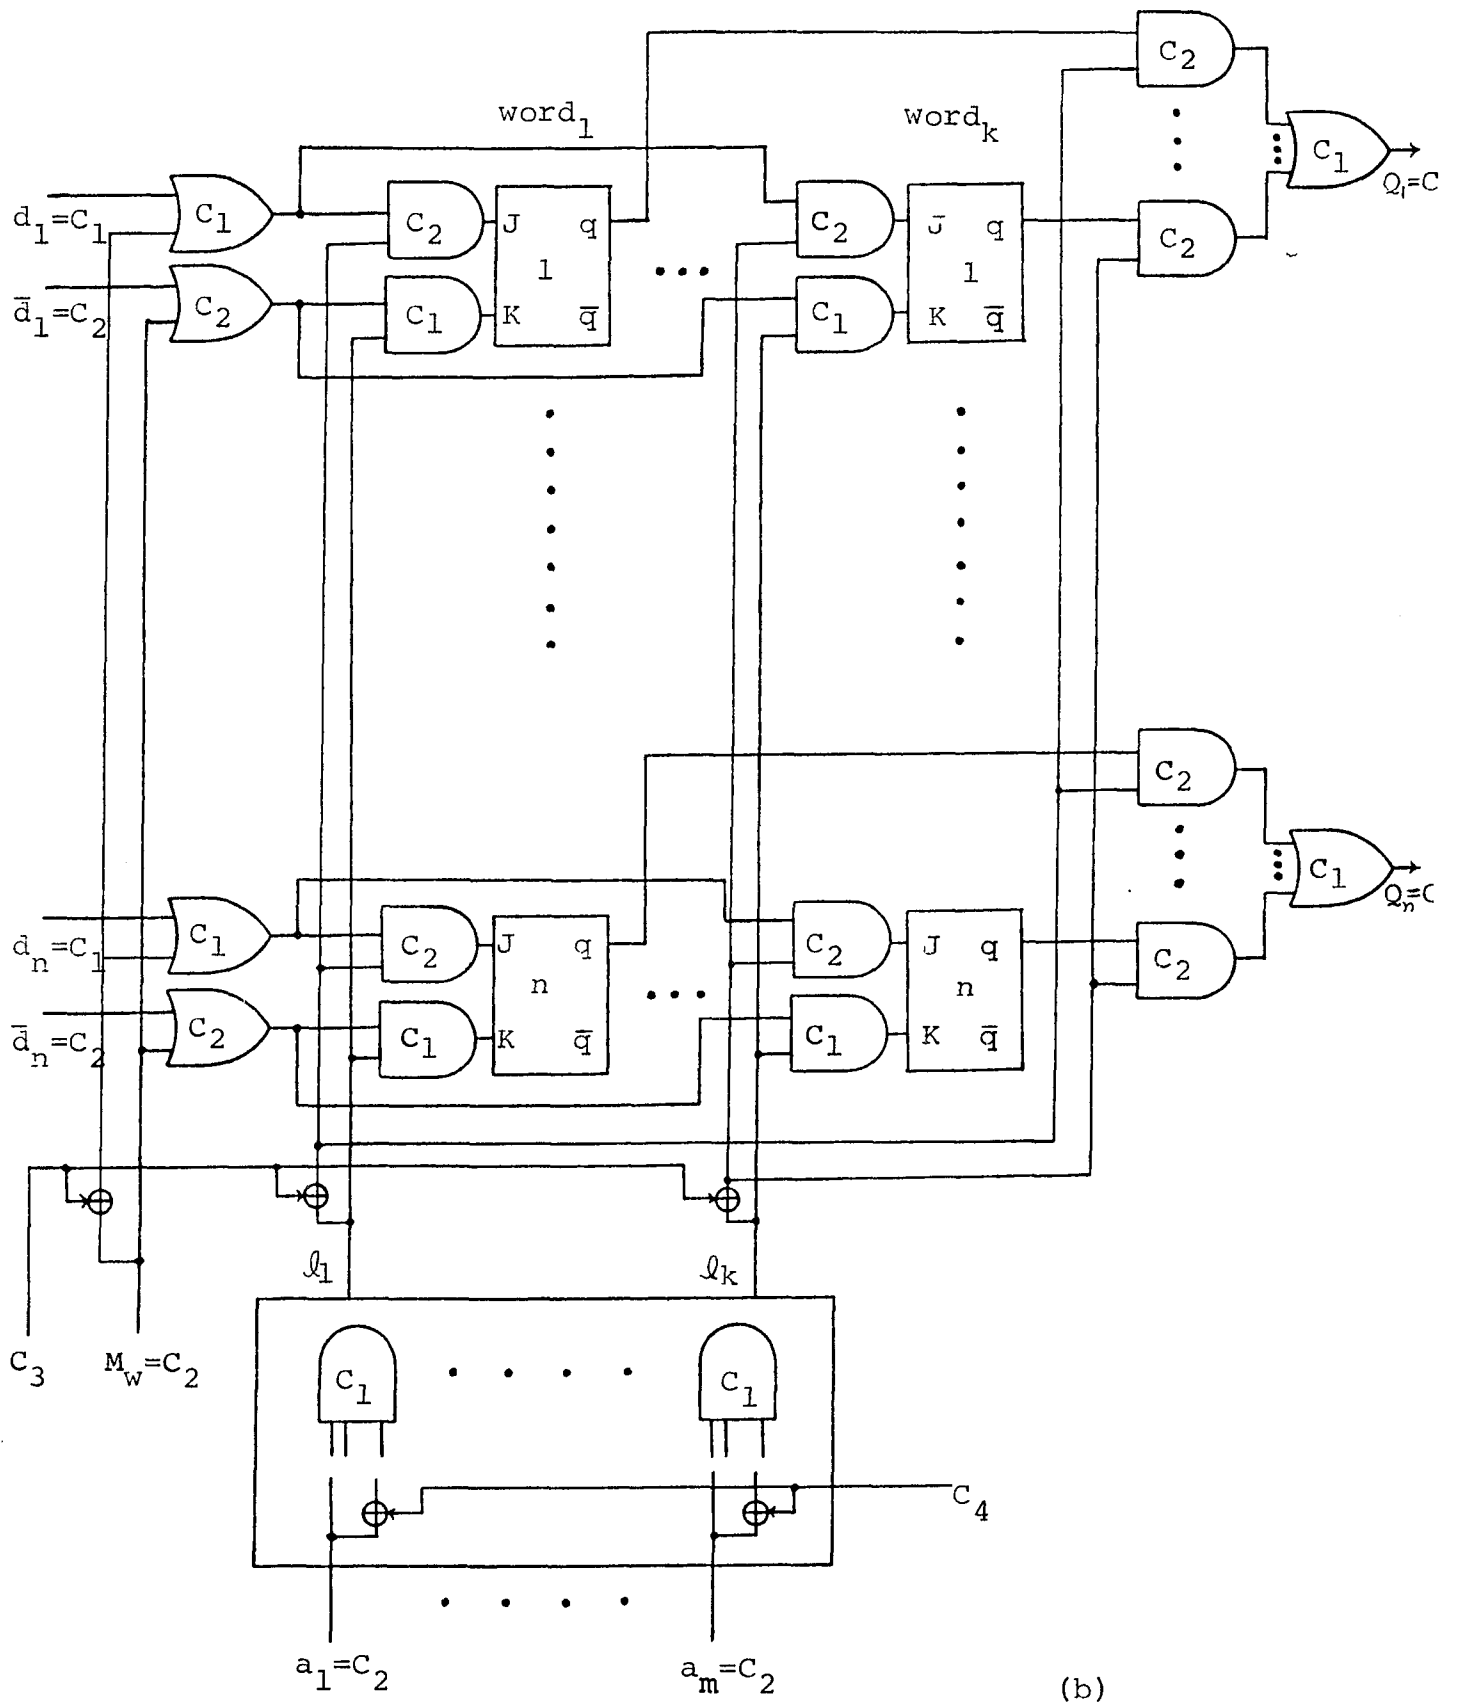 C₂
word₁ wordₖ
C₁ Q₁=C
d₁=C₁ C₁ C₂ J q 1 C₂ J q 1 C₂
d̅₁=C₂ C₂ C₁ K q̅ C₁ K q̅
C₂
C₁ Qₙ=C
dₙ=C₁ C₁ C₂ J q n C₂ J q n C₂
d̅ₙ=C₂ C₂ C₁ K q̅ C₁ K q̅
ℓ₁ ℓk
C₃ M_w=C₂
C₁ C₁
C₄
a₁=C₂ aₘ=C₂
(b)